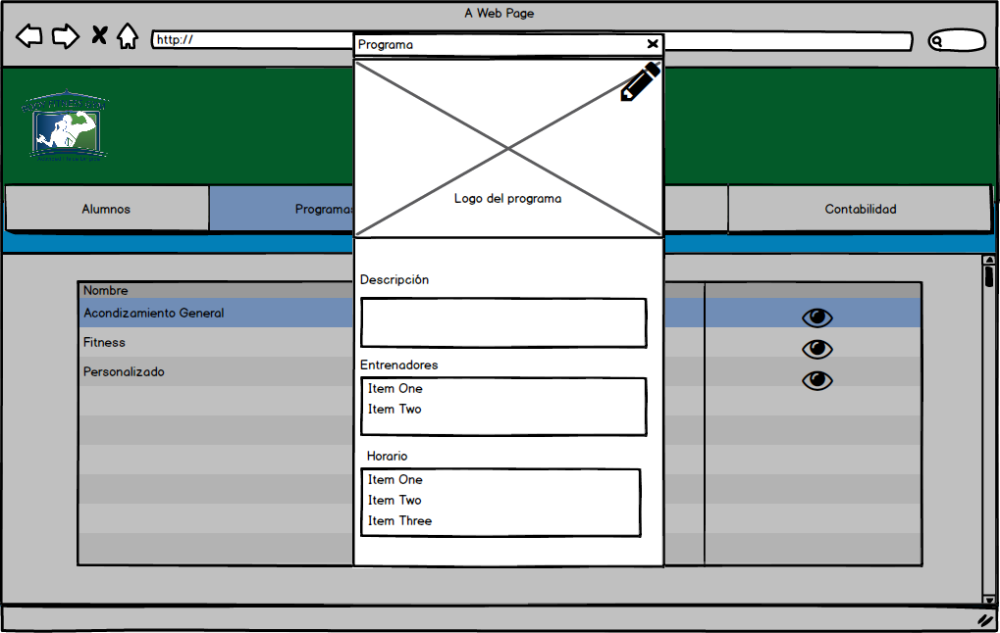 A Web Page
http://
Programa
Logo del programa
Alumnos
Programas
Contabilidad
Descripción
Entrenadores
Item One
Item Two
Horario
Item One
Item Two
Item Three
Nombre
Acondizamiento General
Fitness
Personalizado